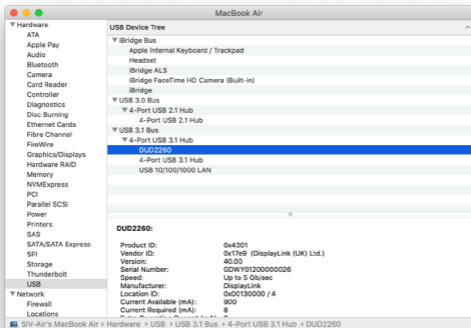 MacBook Air
Hardware
ATA
Apple Pay
Audio
Bluetooth
Camera
Card Reader
Controller
Diagnostics
Disc Burning
Ethernet Cards
Fibre Channel
FireWire
Graphics/Displays
Hardware RAID
Memory
NVMExpress
PCI
Parallel SCSI
Power
Printers
SAS
SATA/SATA Express
SPI
Storage
Thunderbolt
USB
Network
Firewall
Locations
USB Device Tree
iBridge Bus
Apple Internal Keyboard / Trackpad
Headset
iBridge ALS
iBridge FaceTime HD Camera (Built-in)
iBridge
USB 3.0 Bus
4-Port USB 2.1 Hub
4-Port USB 2.1 Hub
USB 3.1 Bus
4-Port USB 3.1 Hub
DUD2260
4-Port USB 3.1 Hub
USB 10/100/1000 LAN
DUD2260:
Product ID: 0x4301
Vendor ID: 0x17e9 (DisplayLink (UK) Ltd.)
Version: 40.00
Serial Number: GDWY01200000026
Speed: Up to 5 Gb/sec
Manufacturer: DisplayLink
Location ID: 0x00130000 / 4
Current Available (mA): 900
Current Required (mA): 8
SIV-Air's MacBook Air › Hardware › USB › USB 3.1 Bus › 4-Port USB 3.1 Hub › DUD2260